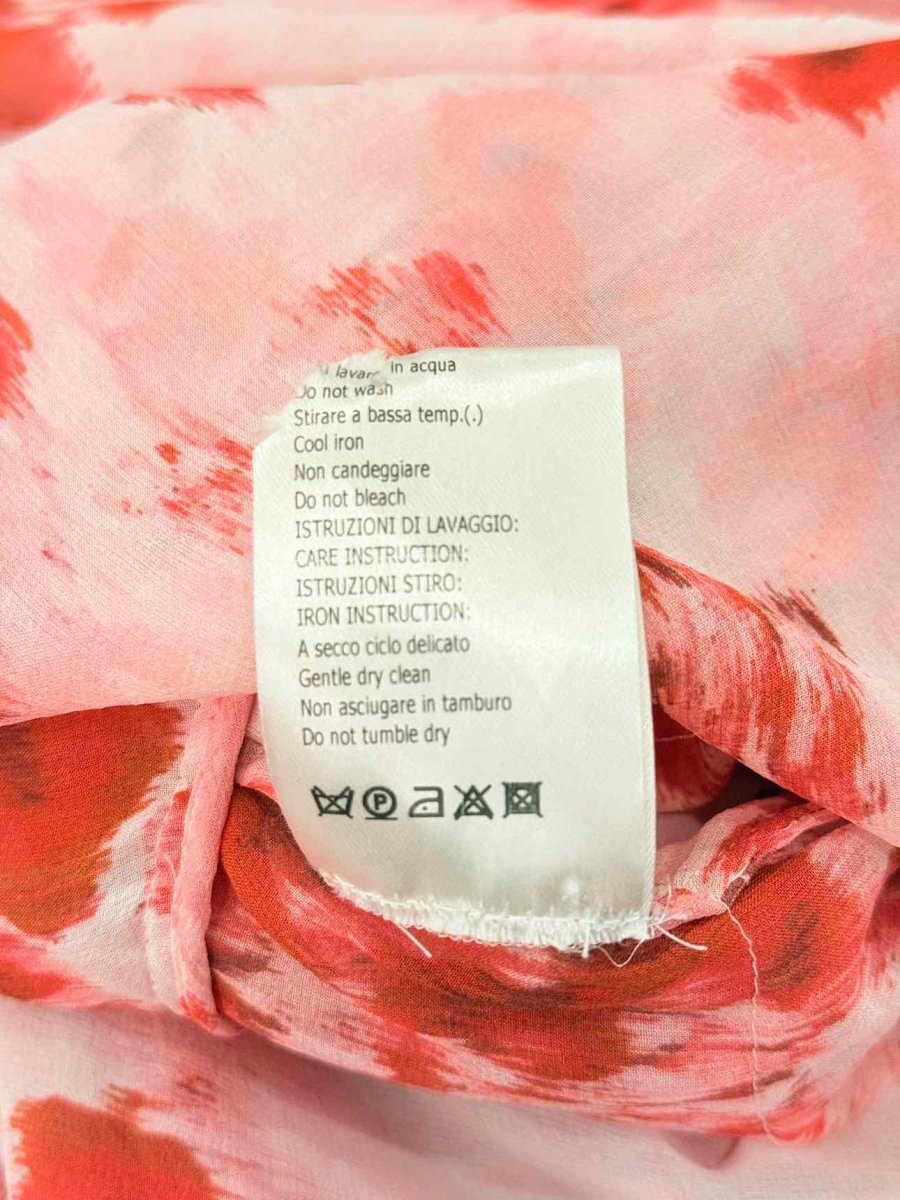 lavare in acqua
Do not wash
Stirare a bassa temp.(.)
Cool iron
Non candeggiare
Do not bleach
ISTRUZIONI DI LAVAGGIO:
CARE INSTRUCTION:
ISTRUZIONI STIRO:
IRON INSTRUCTION:
A secco ciclo delicato
Gentle dry clean
Non asciugare in tamburo
Do not tumble dry
P